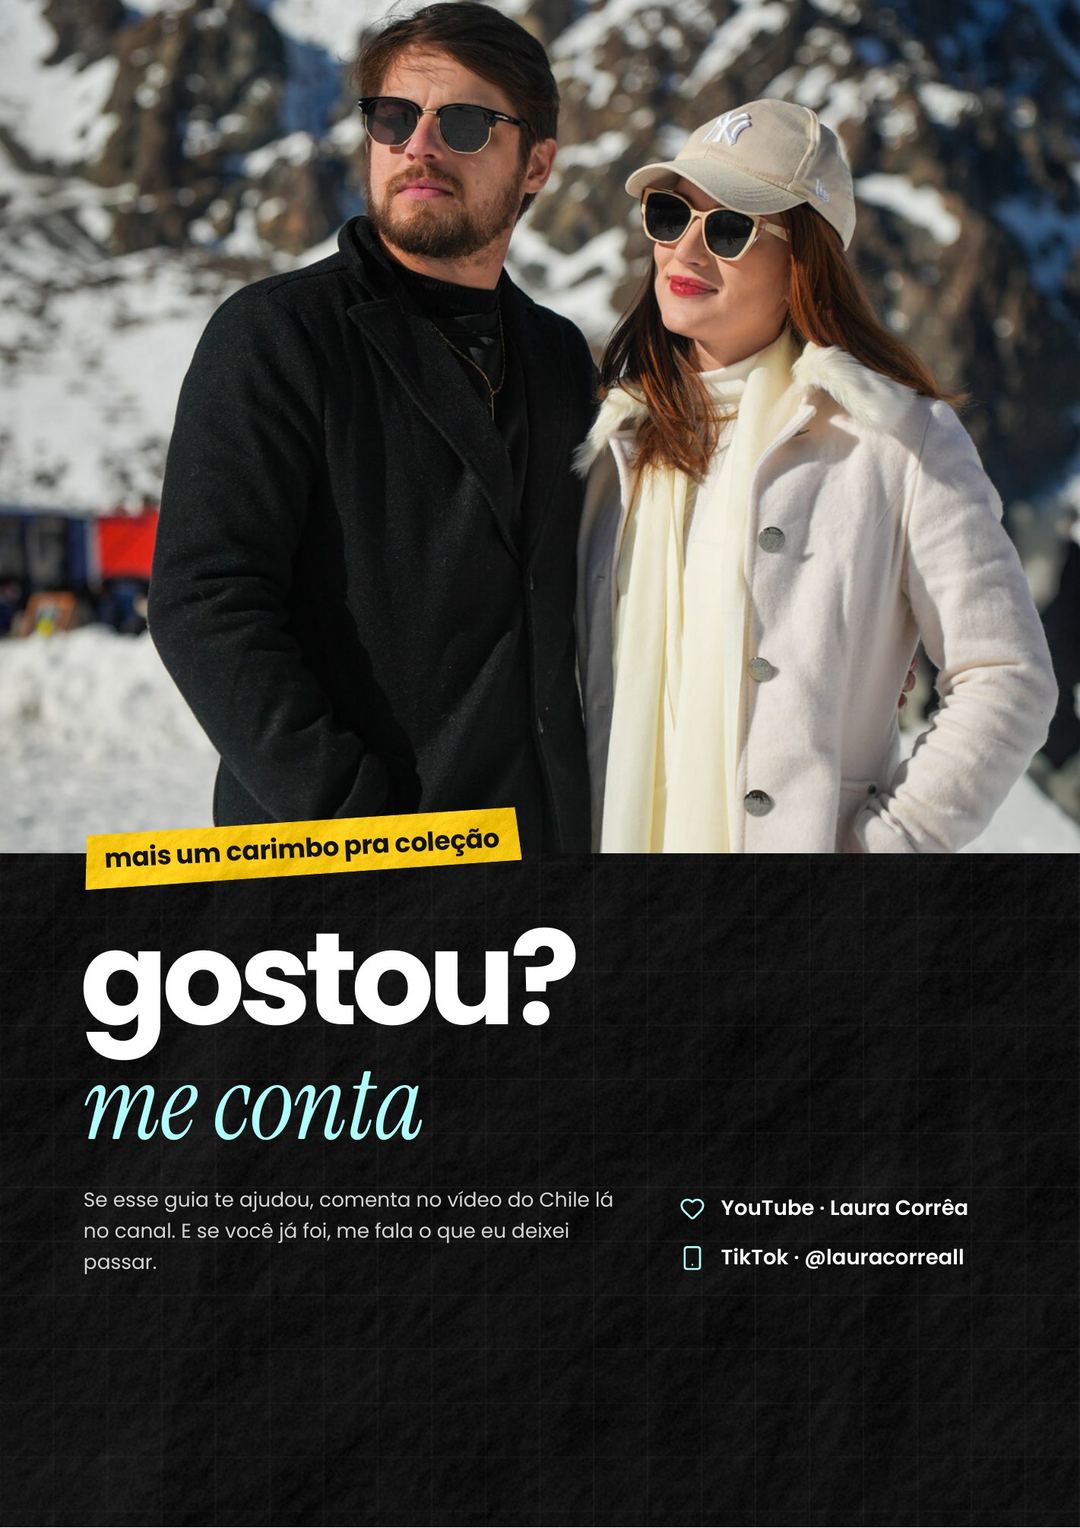 NY
mais um carimbo pra coleção
gostou?
me conta
Se esse guia te ajudou, comenta no vídeo do Chile lá
no canal. E se você já foi, me fala o que eu deixei
passar.
YouTube · Laura Corrêa
TikTok · @lauracorreall